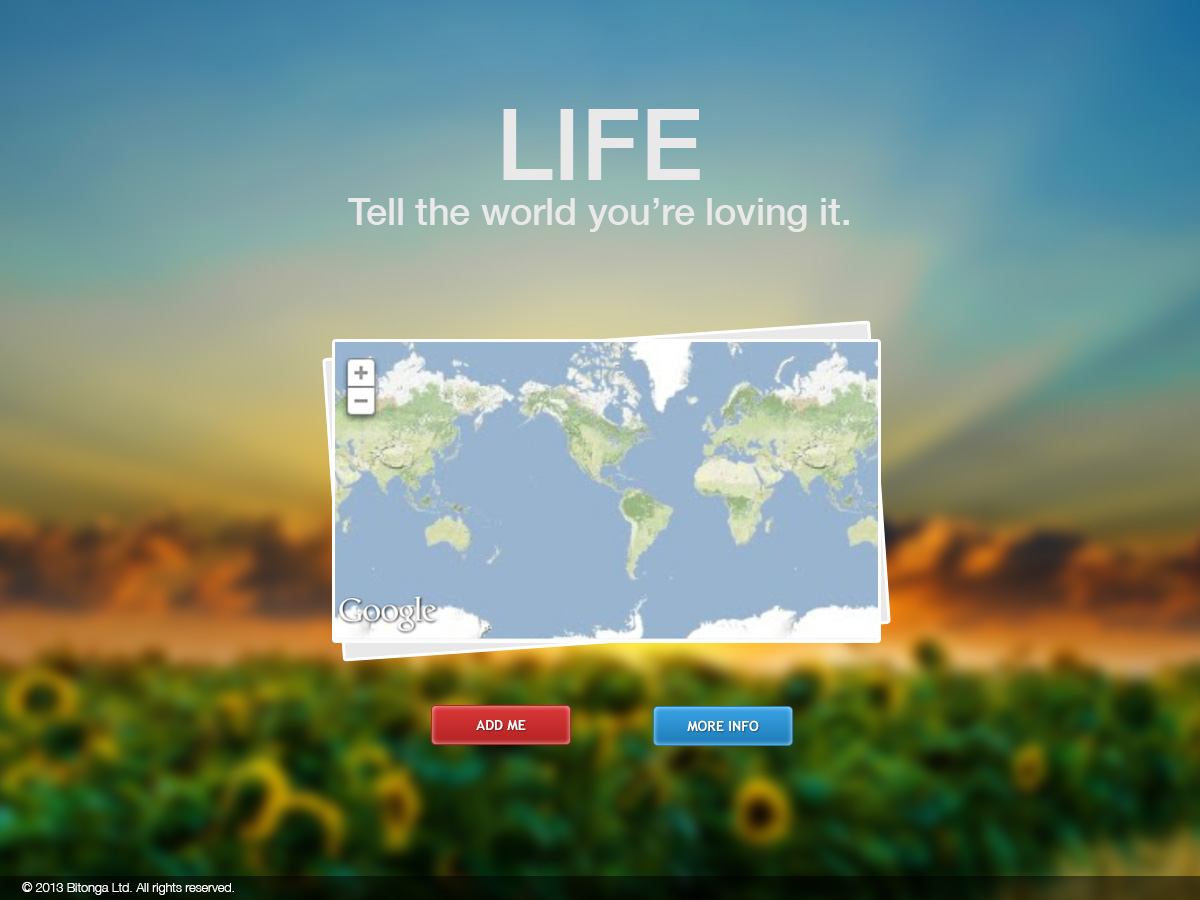 LIFE
Tell the world you’re loving it.
+
−
Google
ADD ME
MORE INFO
© 2013 Bitonga Ltd. All rights reserved.